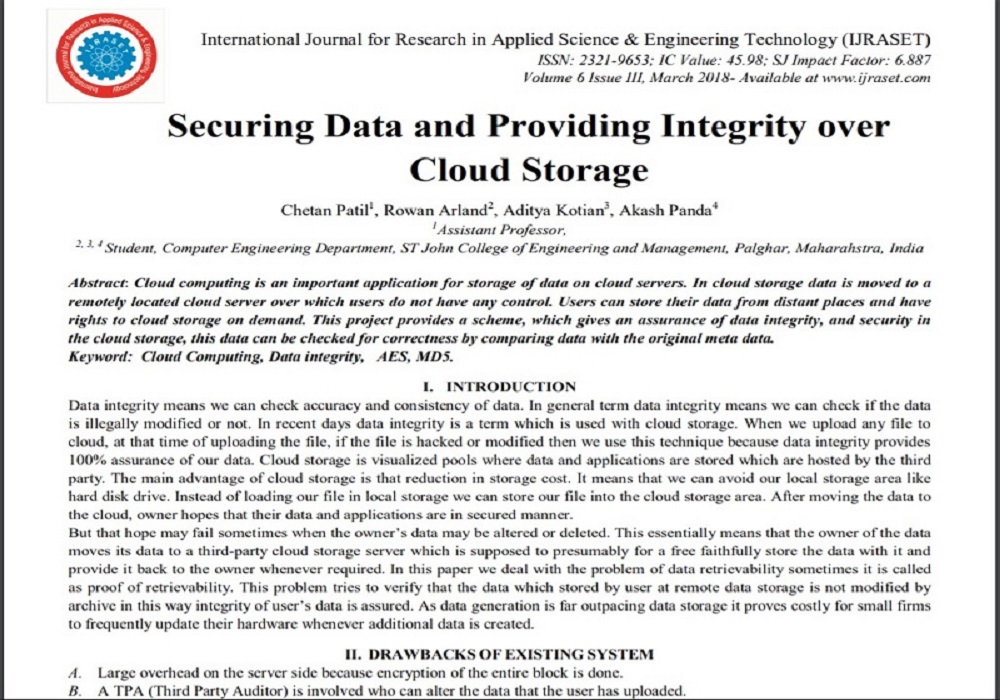 International Journal for Research in Applied Science & Engineering Technology (IJRASET)
ISSN: 2321-9653; IC Value: 45.98; SJ Impact Factor: 6.887
Volume 6 Issue III, March 2018- Available at www.ijraset.com
International Journal for Research in Applied Science & Engineering Technology
IJRASET
Securing Data and Providing Integrity over
Cloud Storage
Chetan Patil¹, Rowan Arland², Aditya Kotian³, Akash Panda⁴
¹Assistant Professor,
²,³,⁴ Student, Computer Engineering Department, ST John College of Engineering and Management, Palghar, Maharahstra, India
Abstract: Cloud computing is an important application for storage of data on cloud servers. In cloud storage data is moved to a
remotely located cloud server over which users do not have any control. Users can store their data from distant places and have
rights to cloud storage on demand. This project provides a scheme, which gives an assurance of data integrity, and security in
the cloud storage, this data can be checked for correctness by comparing data with the original meta data.
Keyword: Cloud Computing, Data integrity, AES, MD5.
I. INTRODUCTION
Data integrity means we can check accuracy and consistency of data. In general term data integrity means we can check if the data
is illegally modified or not. In recent days data integrity is a term which is used with cloud storage. When we upload any file to
cloud, at that time of uploading the file, if the file is hacked or modified then we use this technique because data integrity provides
100% assurance of our data. Cloud storage is visualized pools where data and applications are stored which are hosted by the third
party. The main advantage of cloud storage is that reduction in storage cost. It means that we can avoid our local storage area like
hard disk drive. Instead of loading our file in local storage we can store our file into the cloud storage area. After moving the data to
the cloud, owner hopes that their data and applications are in secured manner.
But that hope may fail sometimes when the owner's data may be altered or deleted. This essentially means that the owner of the data
moves its data to a third-party cloud storage server which is supposed to presumably for a free faithfully store the data with it and
provide it back to the owner whenever required. In this paper we deal with the problem of data retrievability sometimes it is called
as proof of retrievability. This problem tries to verify that the data which stored by user at remote data storage is not modified by
archive in this way integrity of user's data is assured. As data generation is far outpacing data storage it proves costly for small firms
to frequently update their hardware whenever additional data is created.
II. DRAWBACKS OF EXISTING SYSTEM
A. Large overhead on the server side because encryption of the entire block is done.
B. A TPA (Third Party Auditor) is involved who can alter the data that the user has uploaded.